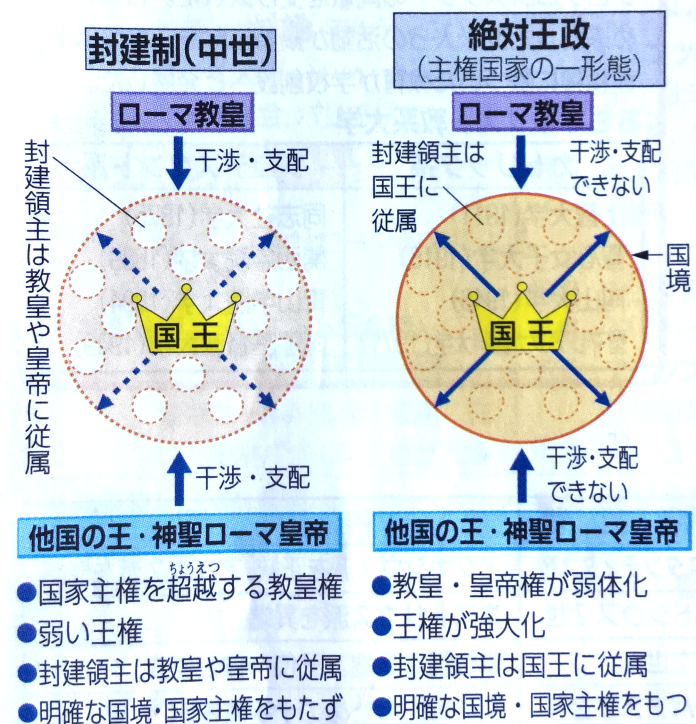 封建制(中世)
ローマ教皇
干渉・支配
封建領主は教皇や皇帝に従属
国王
干渉・支配
他国の王・神聖ローマ皇帝
●国家主権を超越する教皇権
ちょうえつ
●弱い王権
●封建領主は教皇や皇帝に従属
●明確な国境・国家主権をもたず
絶対王政
(主権国家の一形態)
ローマ教皇
封建領主は
国王に
従属
干渉・支配
できない
国境
国王
干渉・支配
できない
他国の王・神聖ローマ皇帝
●教皇・皇帝権が弱体化
●王権が強大化
●封建領主は国王に従属
●明確な国境・国家主権をもつ